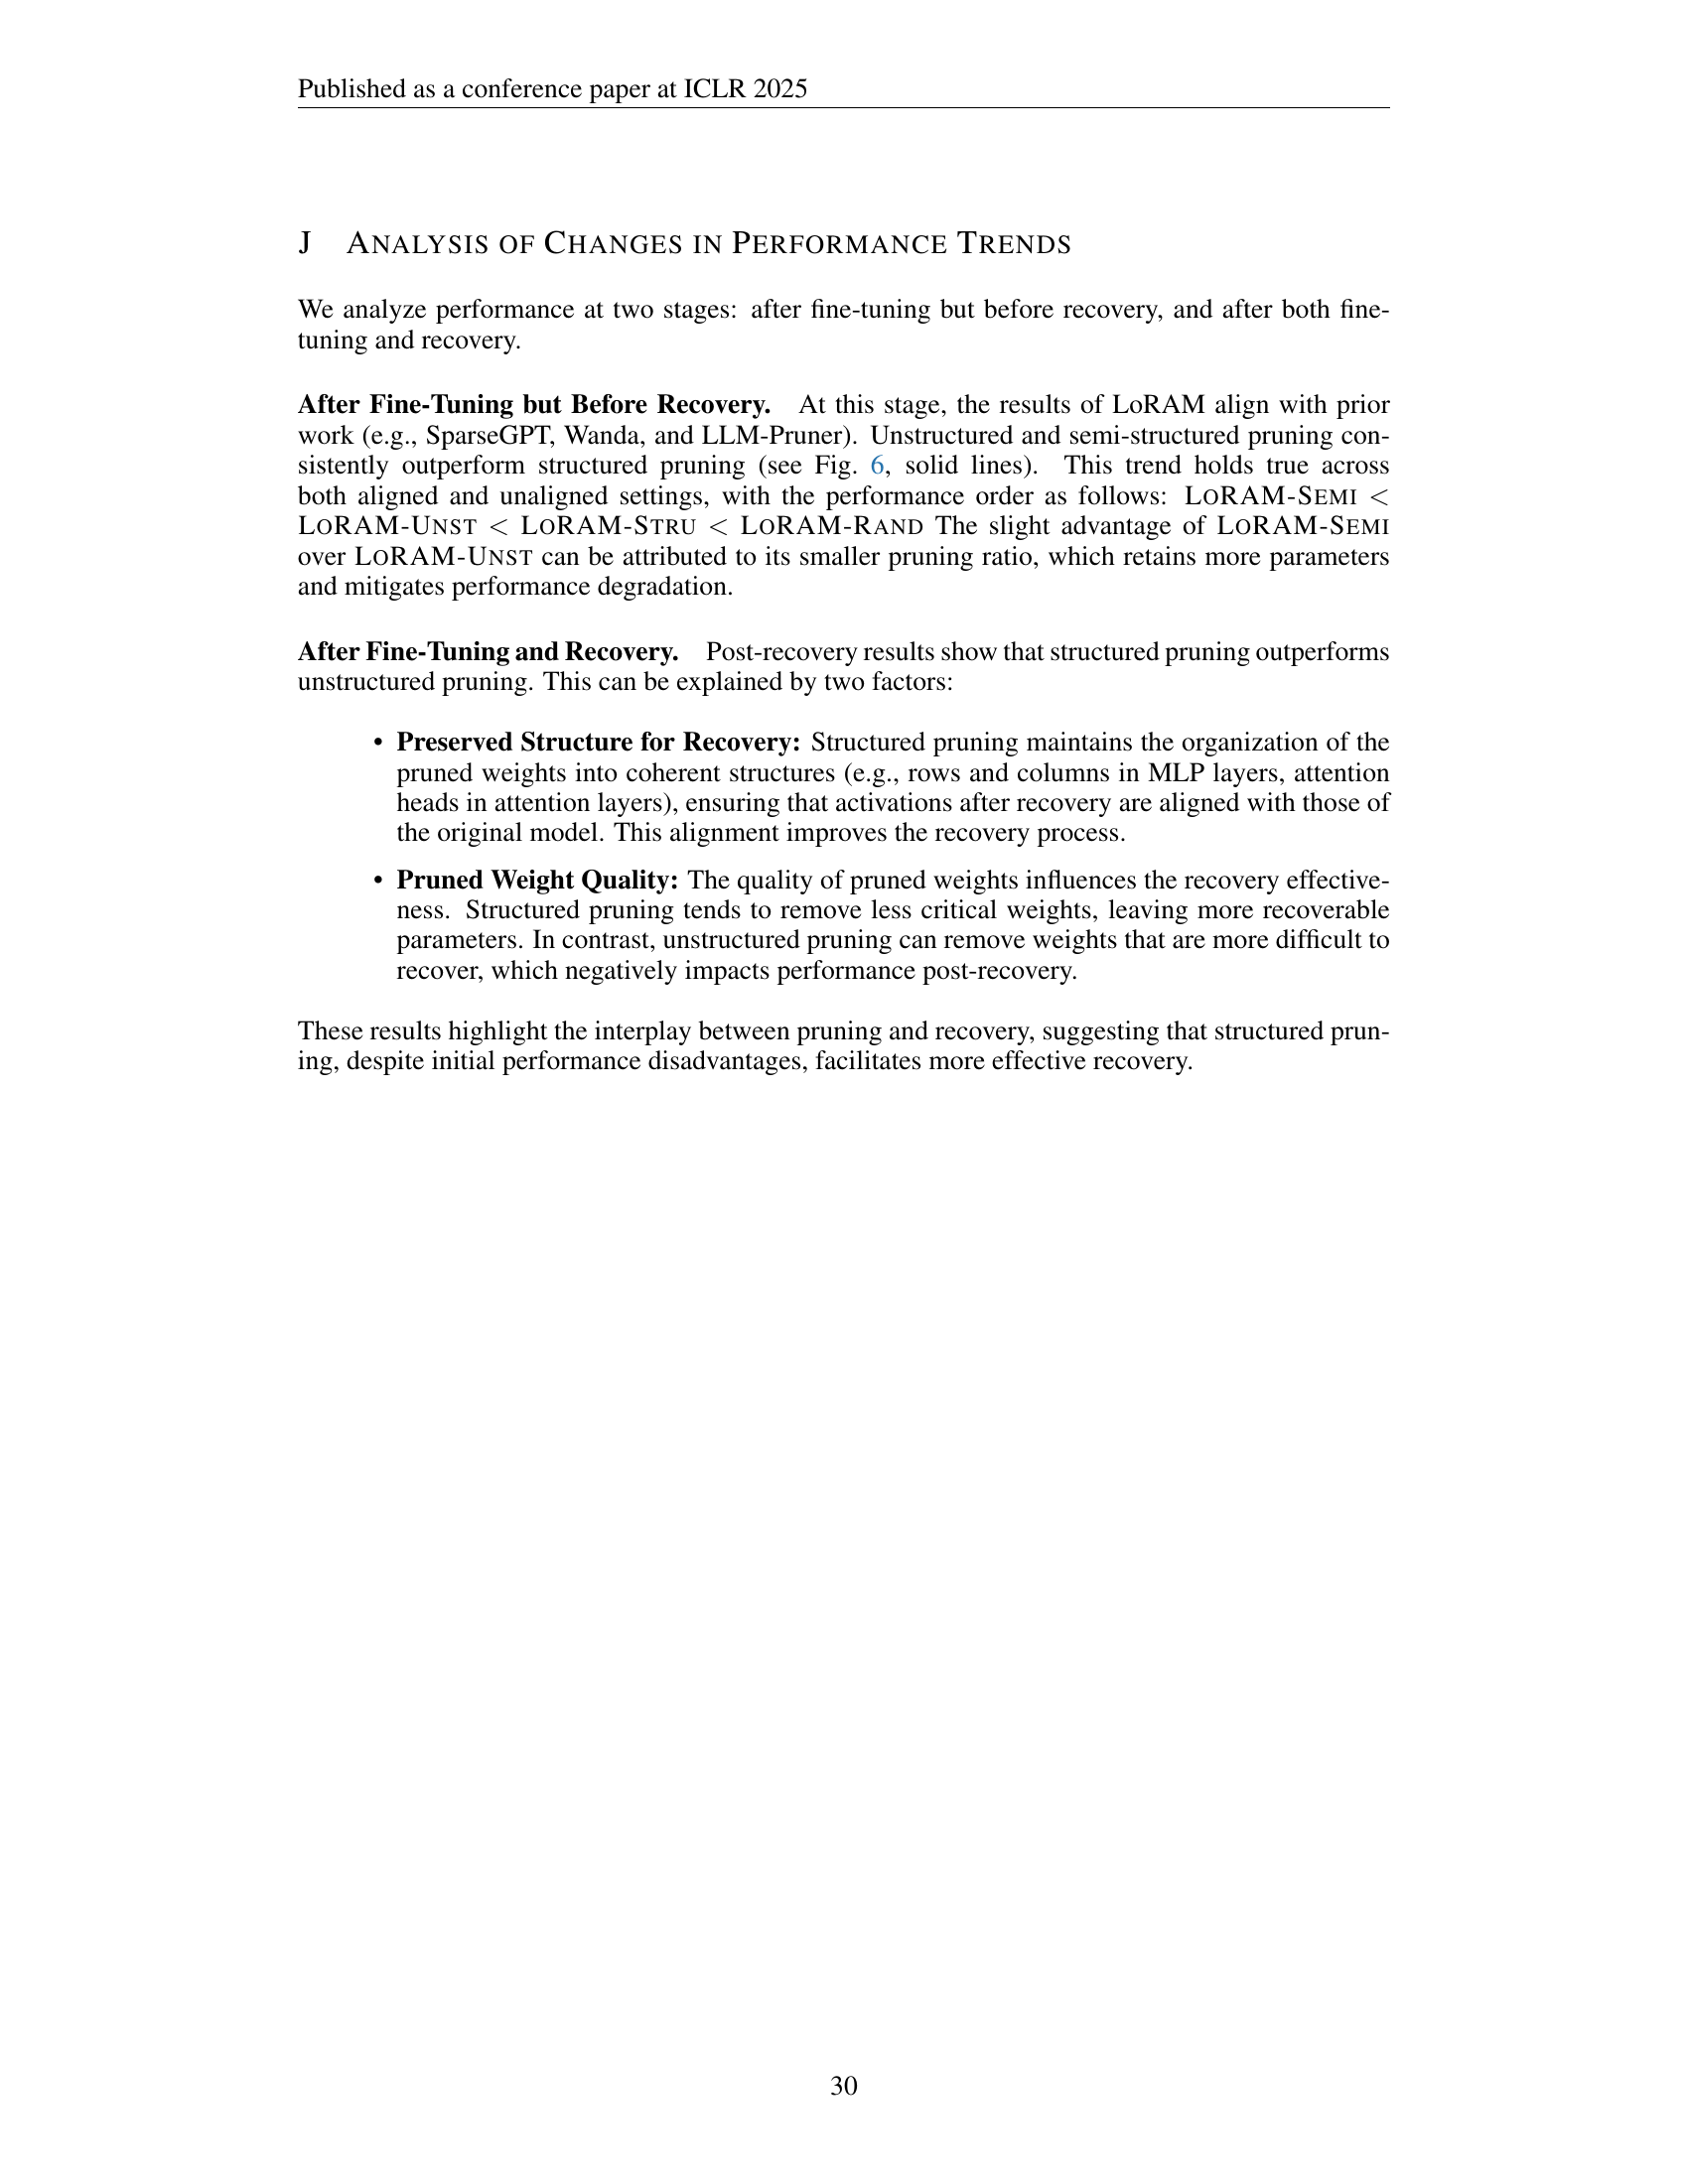 Published as a conference paper at ICLR 2025
J ANALYSIS OF CHANGES IN PERFORMANCE TRENDS
We analyze performance at two stages: after fine-tuning but before recovery, and after both fine-
tuning and recovery.
After Fine-Tuning but Before Recovery. At this stage, the results of LoRAM align with prior
work (e.g., SparseGPT, Wanda, and LLM-Pruner). Unstructured and semi-structured pruning con-
sistently outperform structured pruning (see Fig. 6, solid lines). This trend holds true across
both aligned and unaligned settings, with the performance order as follows: LORAM-SEMI <
LORAM-UNST < LORAM-STRU < LORAM-RAND The slight advantage of LORAM-SEMI
over LORAM-UNST can be attributed to its smaller pruning ratio, which retains more parameters
and mitigates performance degradation.
After Fine-Tuning and Recovery. Post-recovery results show that structured pruning outperforms
unstructured pruning. This can be explained by two factors:
• Preserved Structure for Recovery: Structured pruning maintains the organization of the
pruned weights into coherent structures (e.g., rows and columns in MLP layers, attention
heads in attention layers), ensuring that activations after recovery are aligned with those of
the original model. This alignment improves the recovery process.
• Pruned Weight Quality: The quality of pruned weights influences the recovery effective-
ness. Structured pruning tends to remove less critical weights, leaving more recoverable
parameters. In contrast, unstructured pruning can remove weights that are more difficult to
recover, which negatively impacts performance post-recovery.
These results highlight the interplay between pruning and recovery, suggesting that structured prun-
ing, despite initial performance disadvantages, facilitates more effective recovery.
30